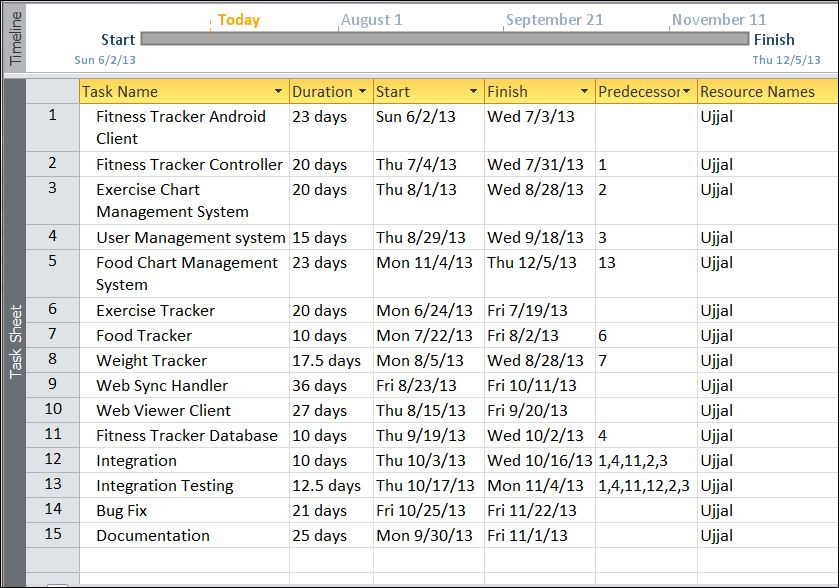 Timeline
Today
August 1
September 21
November 11
Start
Finish
Sun 6/2/13
Thu 12/5/13
Task Sheet
Task Name Duration Start Finish Predecessor Resource Names
1 Fitness Tracker Android 23 days Sun 6/2/13 Wed 7/3/13 Ujjal
Client
2 Fitness Tracker Controller 20 days Thu 7/4/13 Wed 7/31/13 1 Ujjal
3 Exercise Chart 20 days Thu 8/1/13 Wed 8/28/13 2 Ujjal
Management System
4 User Management system 15 days Thu 8/29/13 Wed 9/18/13 3 Ujjal
5 Food Chart Management 23 days Mon 11/4/13 Thu 12/5/13 13 Ujjal
System
6 Exercise Tracker 20 days Mon 6/24/13 Fri 7/19/13 Ujjal
7 Food Tracker 10 days Mon 7/22/13 Fri 8/2/13 6 Ujjal
8 Weight Tracker 17.5 days Mon 8/5/13 Wed 8/28/13 7 Ujjal
9 Web Sync Handler 36 days Fri 8/23/13 Fri 10/11/13 Ujjal
10 Web Viewer Client 27 days Thu 8/15/13 Fri 9/20/13 Ujjal
11 Fitness Tracker Database 10 days Thu 9/19/13 Wed 10/2/13 4 Ujjal
12 Integration 10 days Thu 10/3/13 Wed 10/16/13 1,4,11,2,3 Ujjal
13 Integration Testing 12.5 days Thu 10/17/13 Mon 11/4/13 1,4,11,12,2,3 Ujjal
14 Bug Fix 21 days Fri 10/25/13 Fri 11/22/13 Ujjal
15 Documentation 25 days Mon 9/30/13 Fri 11/1/13 Ujjal